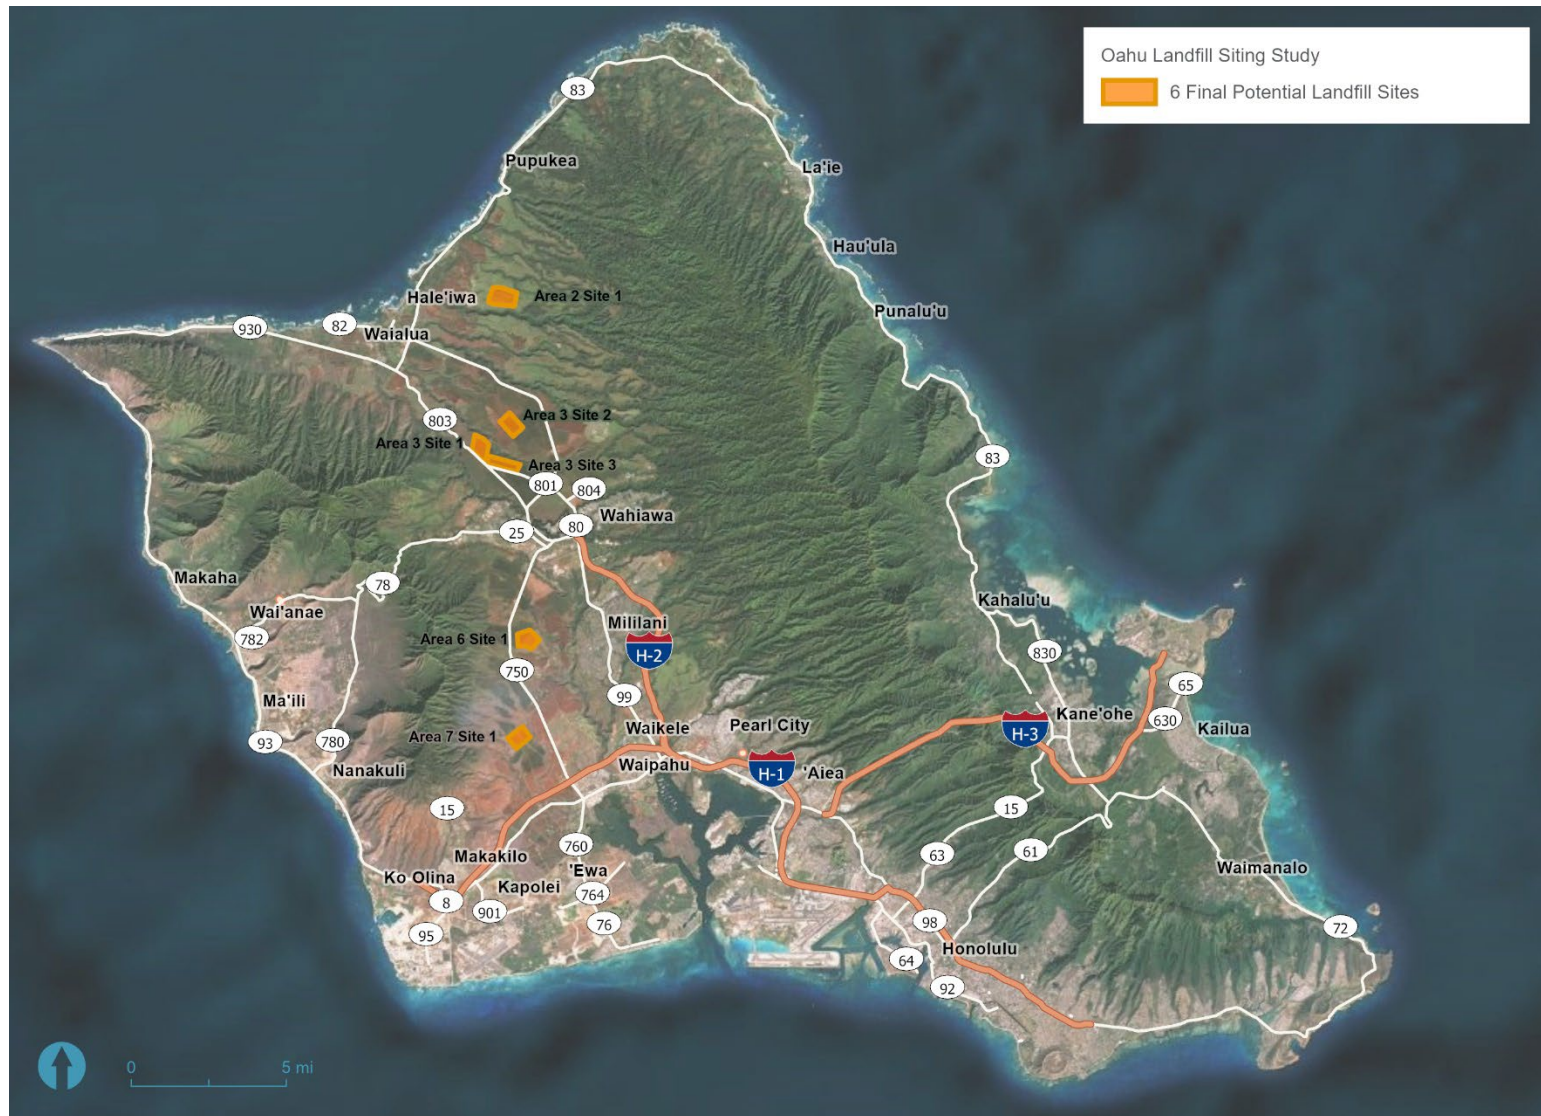 Oahu Landfill Siting Study
6 Final Potential Landfill Sites
83
Pupukea
La'ie
Hau'ula
Hale'iwa
Area 2 Site 1
Punalu'u
930
82
Waialua
803
Area 3 Site 2
Area 3 Site 1
Area 3 Site 3
83
801
804
Wahiawa
25
80
Makaha
78
Wai'anae
Kahalu'u
782
Area 6 Site 1
Mililani
H-2
830
750
65
Ma'ili
99
Kane'ohe
630
Kailua
Pearl City
Waikele
H-3
Area 7 Site 1
93
780
Nanakuli
Waipahu
H-1
'Aiea
15
15
760
63
61
Makakilo
'Ewa
Waimanalo
Ko Olina
Kapolei
764
8
901
76
98
72
95
Honolulu
64
92
0
5 mi